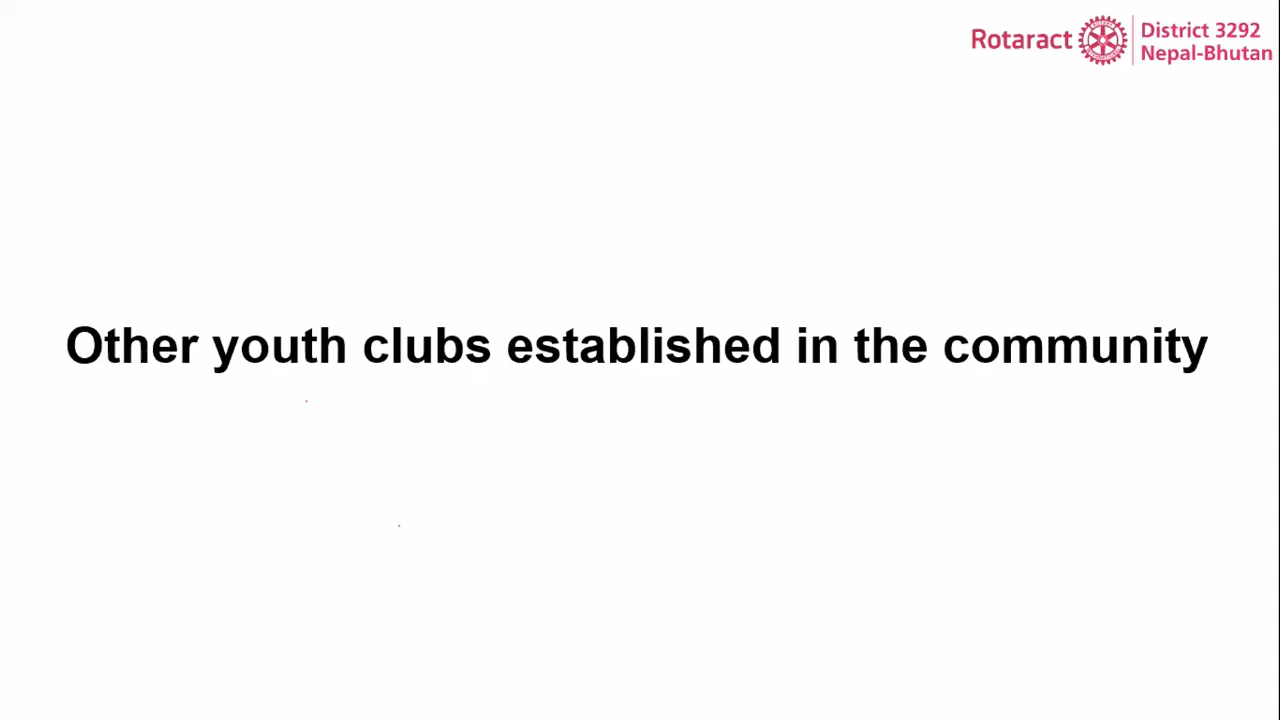 Rotaract
District 3292
Nepal-Bhutan
Other youth clubs established in the community